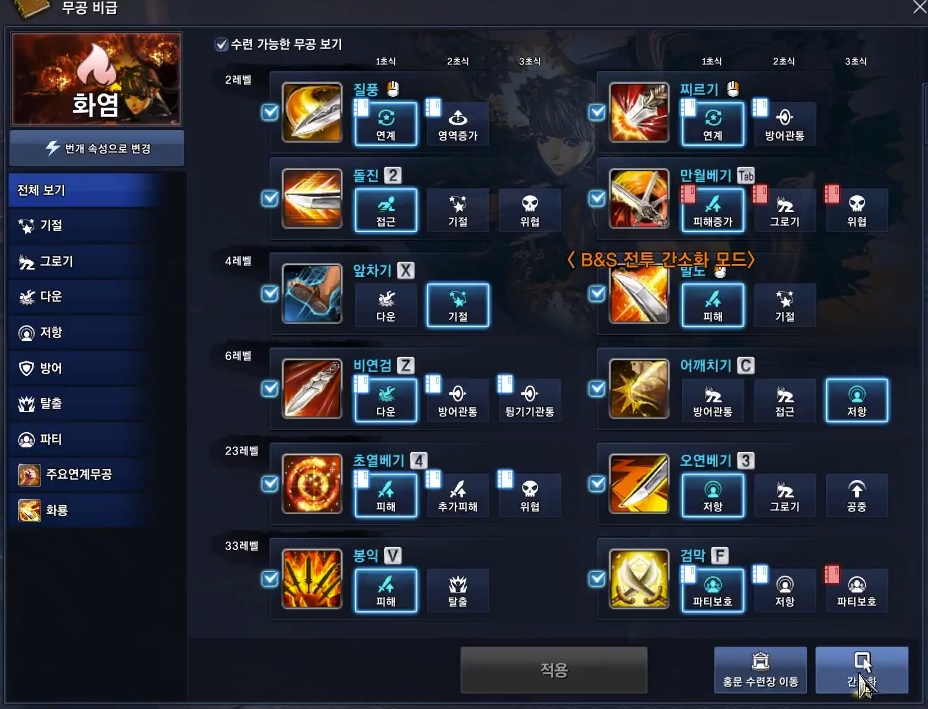 무공 비급
수련 가능한 무공 보기
화염
번개 속성으로 변경
전체 보기
기절
그로기
다운
저항
방어
탈출
파티
주요연계무공
화룡
1초식 2초식 3초식
1초식 2초식 3초식
2레벨
질풍
연계 영역증가
찌르기
연계 방어관통
돌진 2
접근 기절 위협
만월베기 Tab
피해증가 그로기 위협
〈 B&S 전투 간소화 모드〉
4레벨
앞차기 X
다운 기절
발도
피해 기절
6레벨
비연검 Z
다운 방어관통 튕기기관통
어깨치기 C
방어관통 접근 저항
23레벨
초열베기 4
피해 추가피해 위협
오연베기 3
저항 그로기 공중
33레벨
봉익 V
피해 탈출
검막 F
파티보호 저항 파티보호
적용
홍문 수련장 이동
간소화